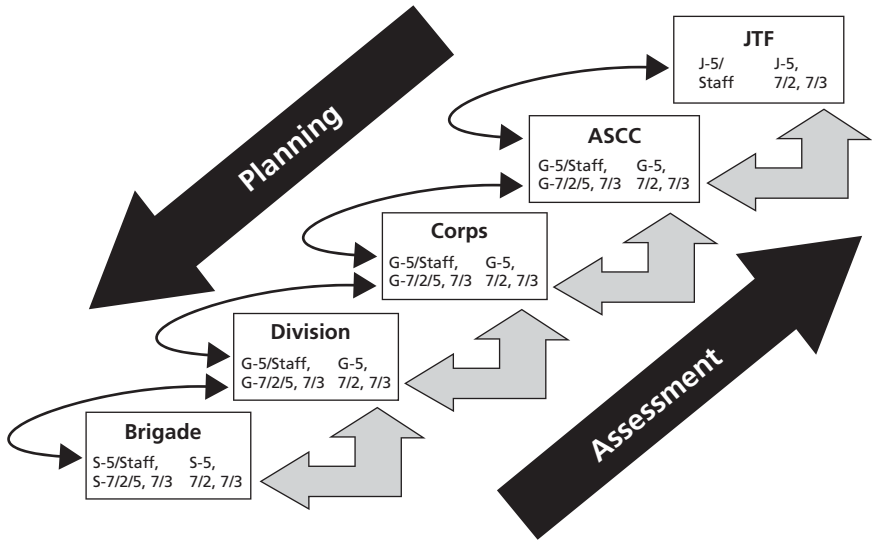 JTF
J-5/ J-5,
Staff 7/2, 7/3
Planning
ASCC
G-5/Staff, G-5,
G-7/2/5, 7/3 7/2, 7/3
Corps
G-5/Staff, G-5,
G-7/2/5, 7/3 7/2, 7/3
Division
G-5/Staff, G-5,
G-7/2/5, 7/3 7/2, 7/3
Assessment
Brigade
S-5/Staff, S-5,
S-7/2/5, 7/3 7/2, 7/3